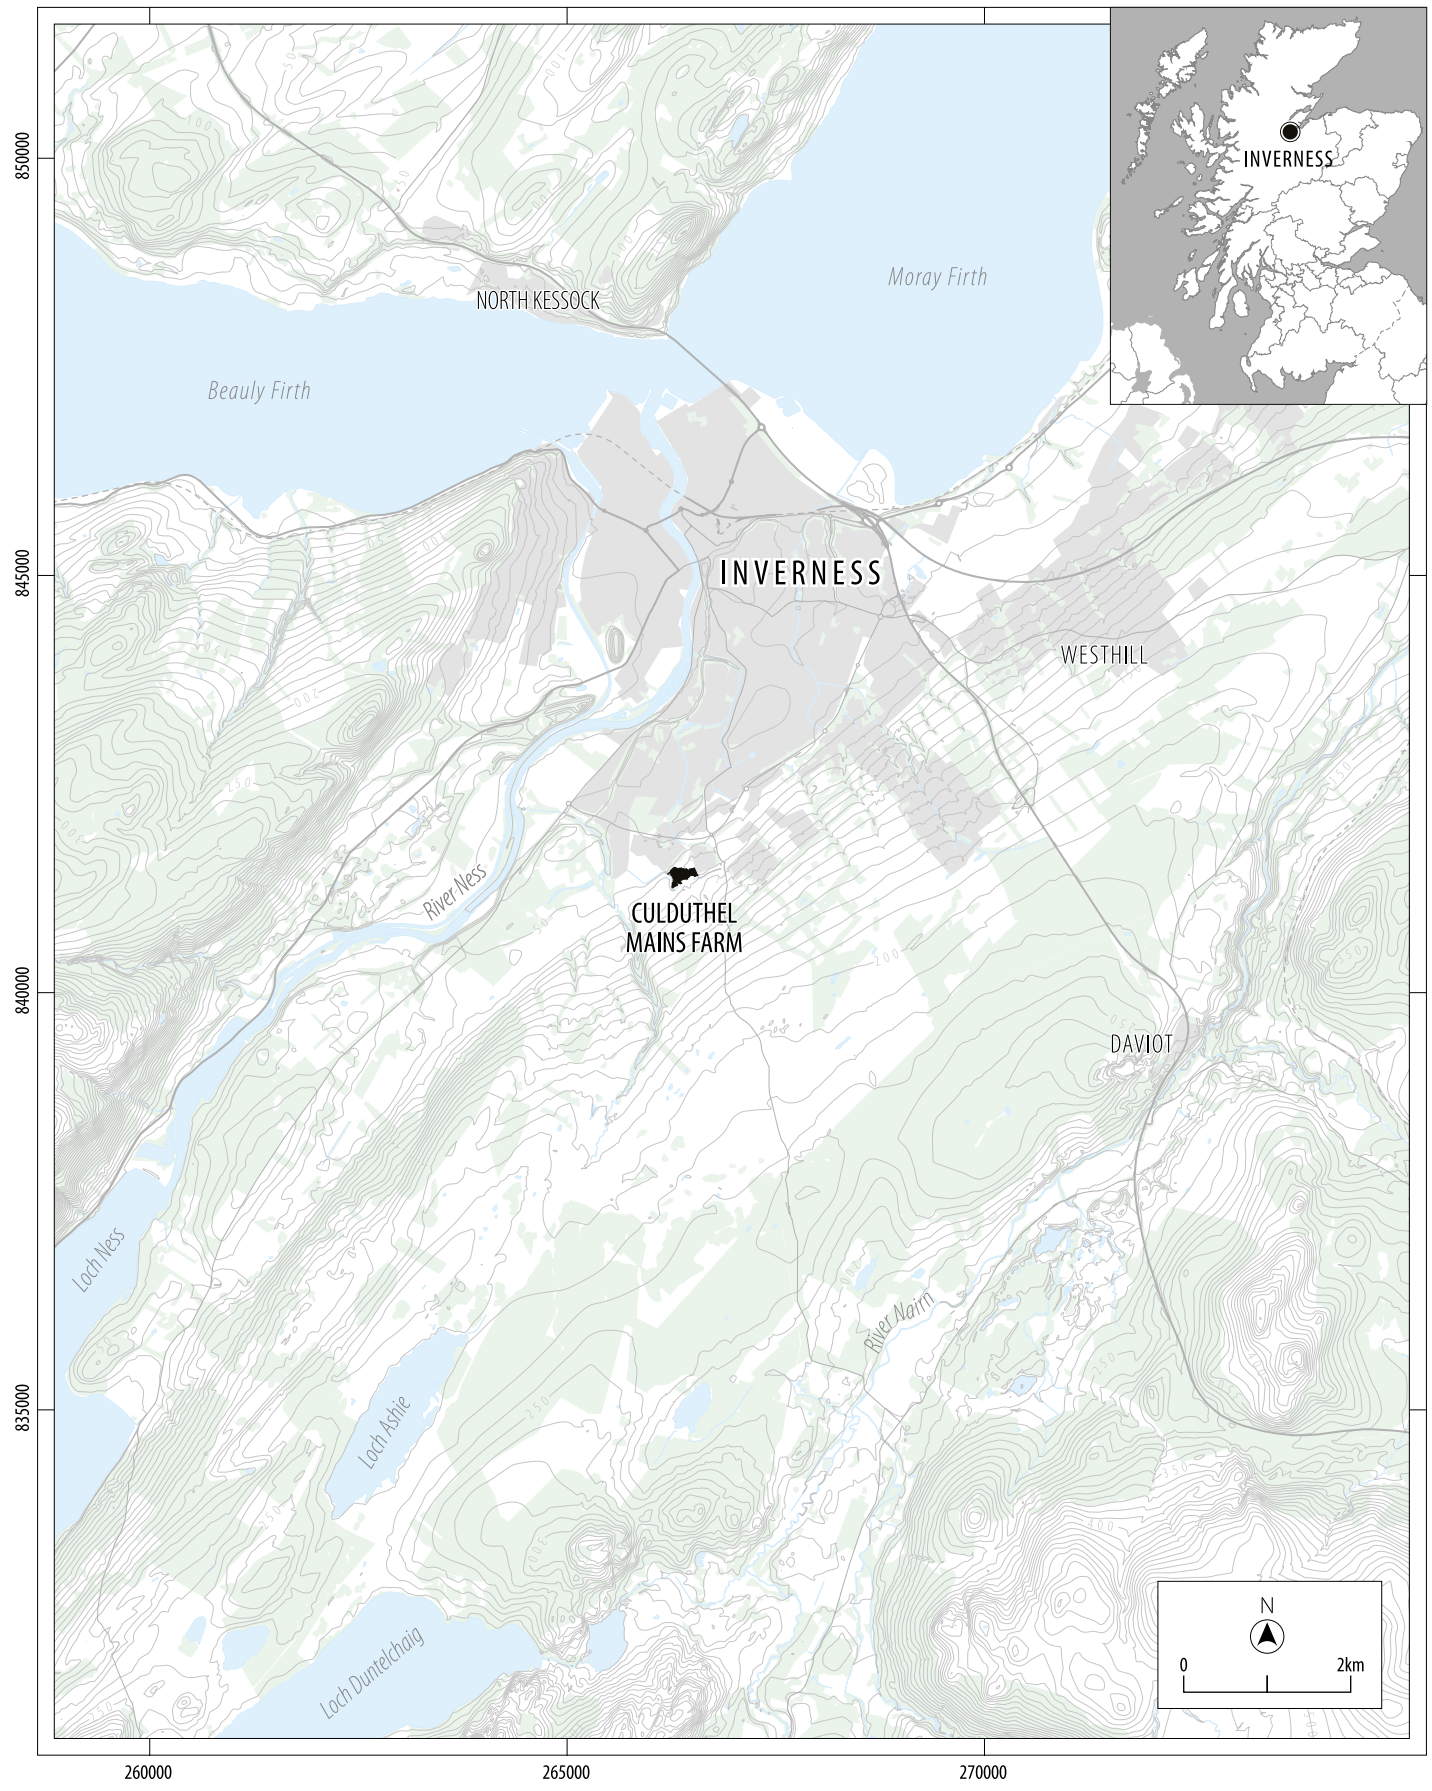 850000
845000
840000
835000
260000
265000
270000
INVERNESS
Moray Firth
NORTH KESSOCK
Beauly Firth
INVERNESS
WESTHILL
River Ness
CULDUTHEL
MAINS FARM
DAVIOT
Loch Ness
River Nairn
Loch Ashie
Loch Duntelchaig
N
0
2km